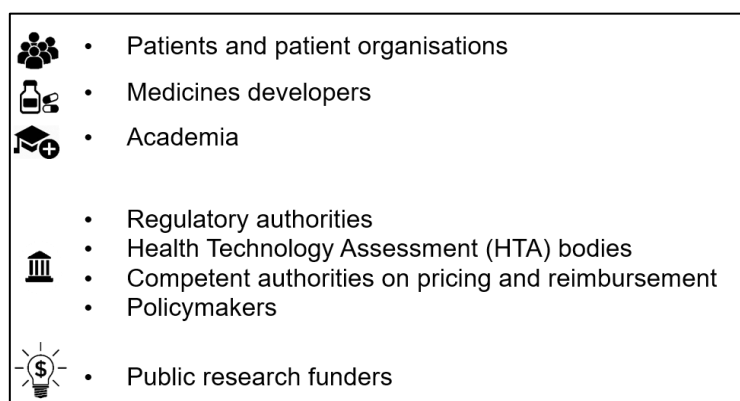 • Patients and patient organisations
• Medicines developers
• Academia
• Regulatory authorities
• Health Technology Assessment (HTA) bodies
• Competent authorities on pricing and reimbursement
• Policymakers
$
• Public research funders